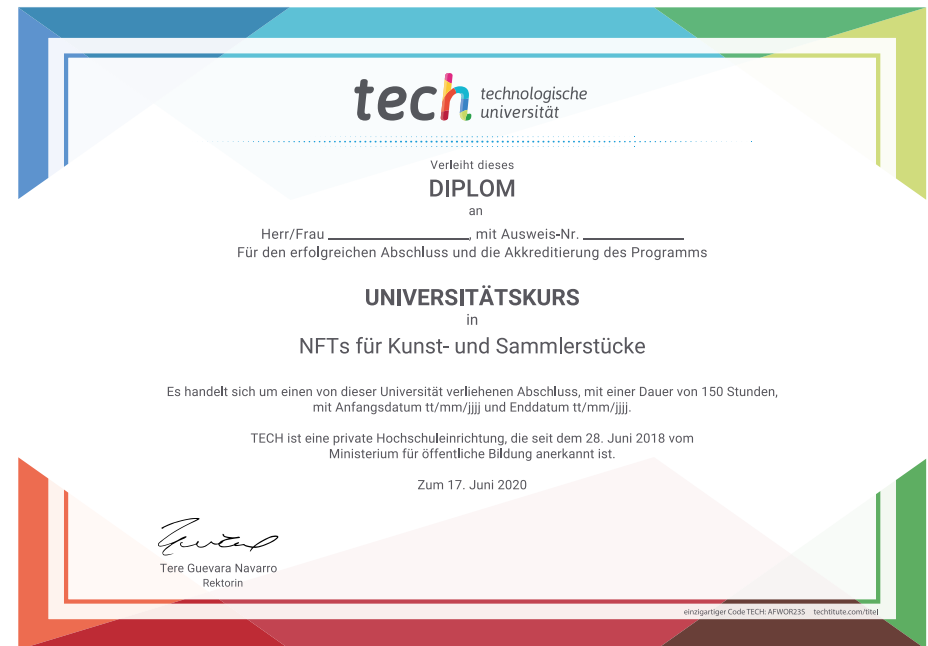 tech technologische
universität
Verleiht dieses
DIPLOM
an
Herr/Frau ____________________, mit Ausweis-Nr. ______________
Für den erfolgreichen Abschluss und die Akkreditierung des Programms
UNIVERSITÄTSKURS
in
NFTs für Kunst- und Sammlerstücke
Es handelt sich um einen von dieser Universität verliehenen Abschluss, mit einer Dauer von 150 Stunden,
mit Anfangsdatum tt/mm/jjjj und Enddatum tt/mm/jjjj.
TECH ist eine private Hochschuleinrichtung, die seit dem 28. Juni 2018 vom
Ministerium für öffentliche Bildung anerkannt ist.
Zum 17. Juni 2020
Tere Guevara Navarro
Rektorin
einzigartiger Code TECH: AFWOR23S techtitute.com/titel